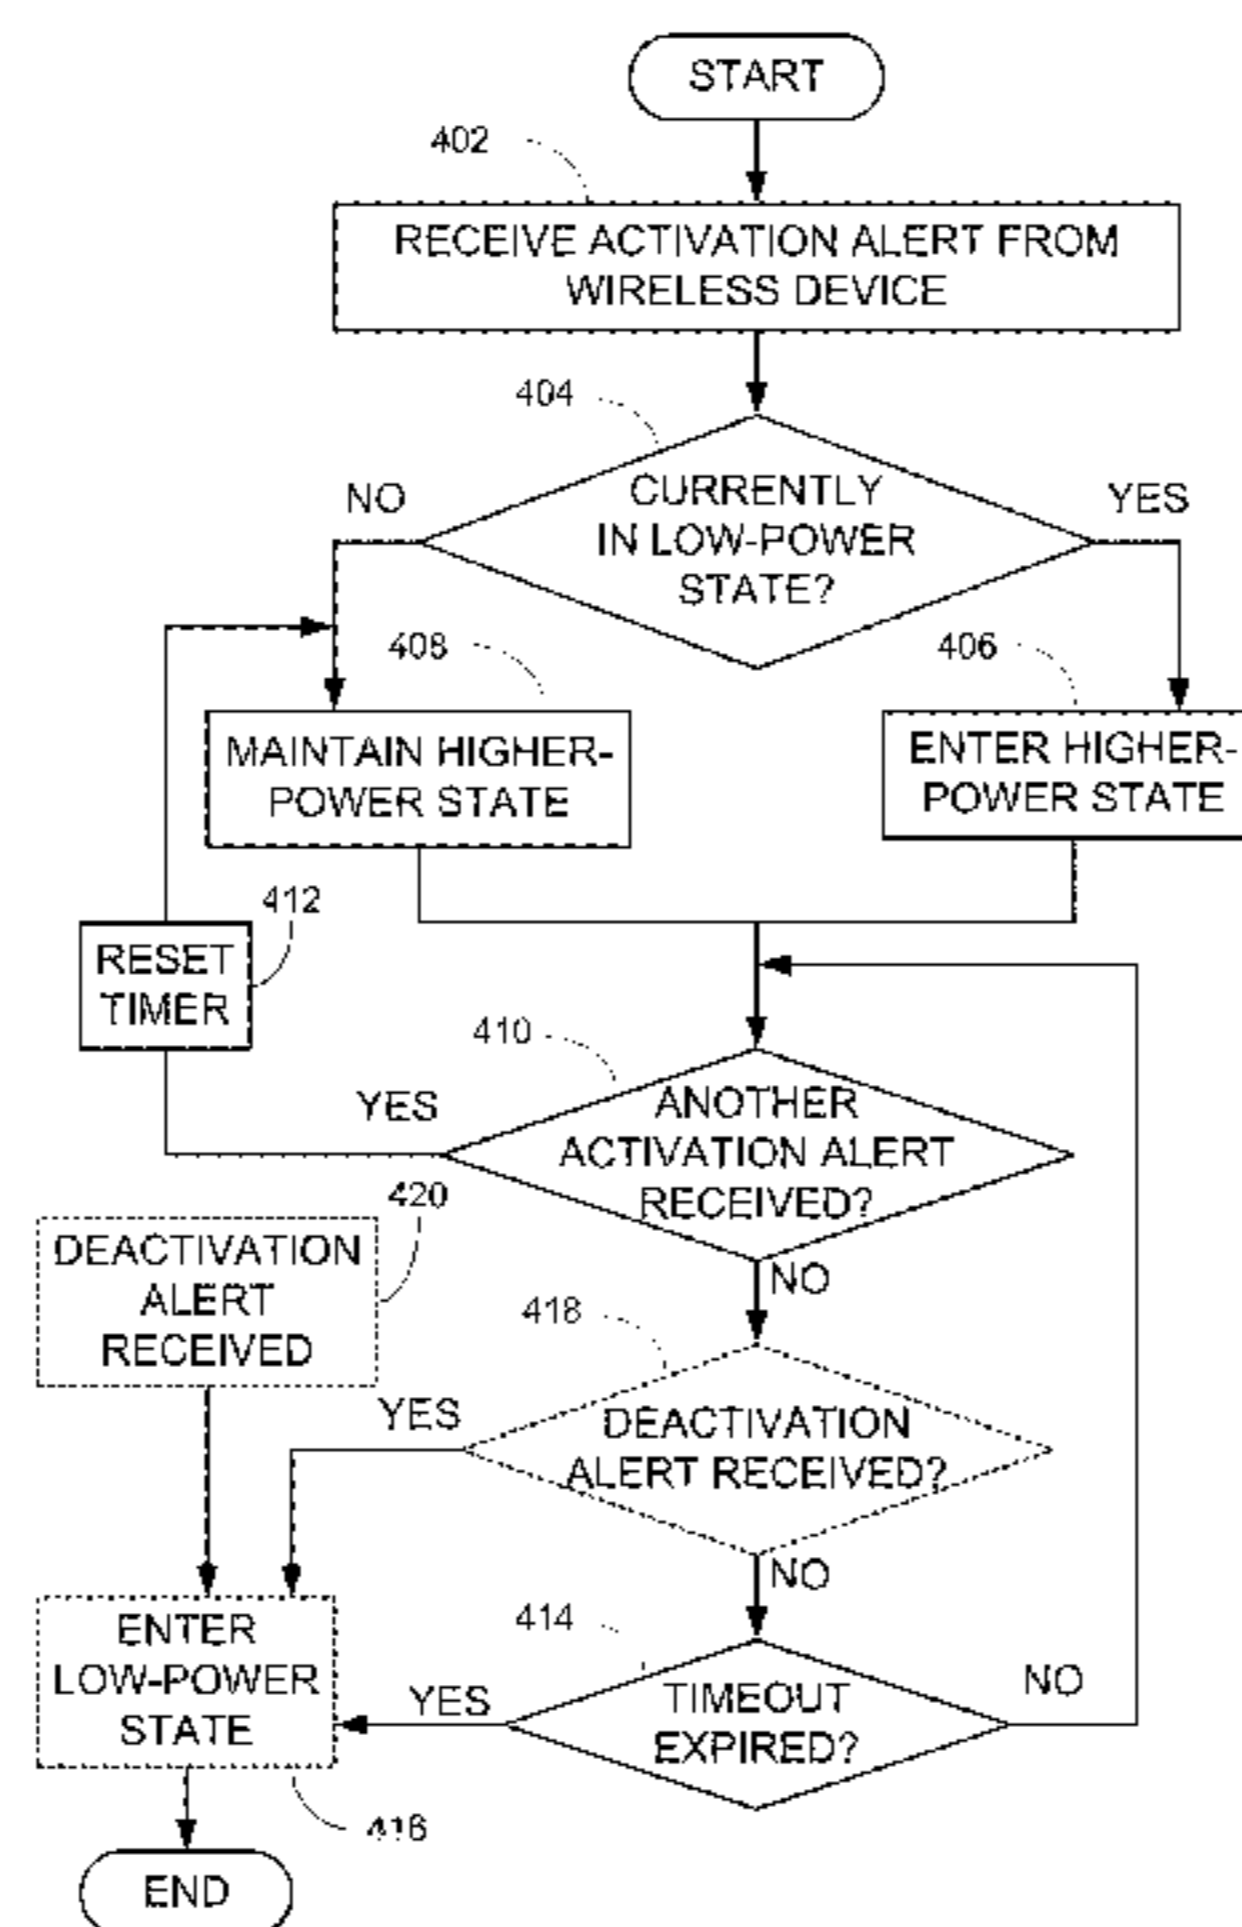 START
402
RECEIVE ACTIVATION ALERT FROM
WIRELESS DEVICE
404
NO
CURRENTLY
IN LOW-POWER
STATE?
YES
408
406
MAINTAIN HIGHER-
POWER STATE
ENTER HIGHER-
POWER STATE
412
RESET
TIMER
410
YES
ANOTHER
ACTIVATION ALERT
RECEIVED?
420
NO
DEACTIVATION
ALERT
RECEIVED
418
YES
DEACTIVATION
ALERT RECEIVED?
NO
ENTER
LOW-POWER
STATE
414
YES
TIMEOUT
EXPIRED?
NO
416
END